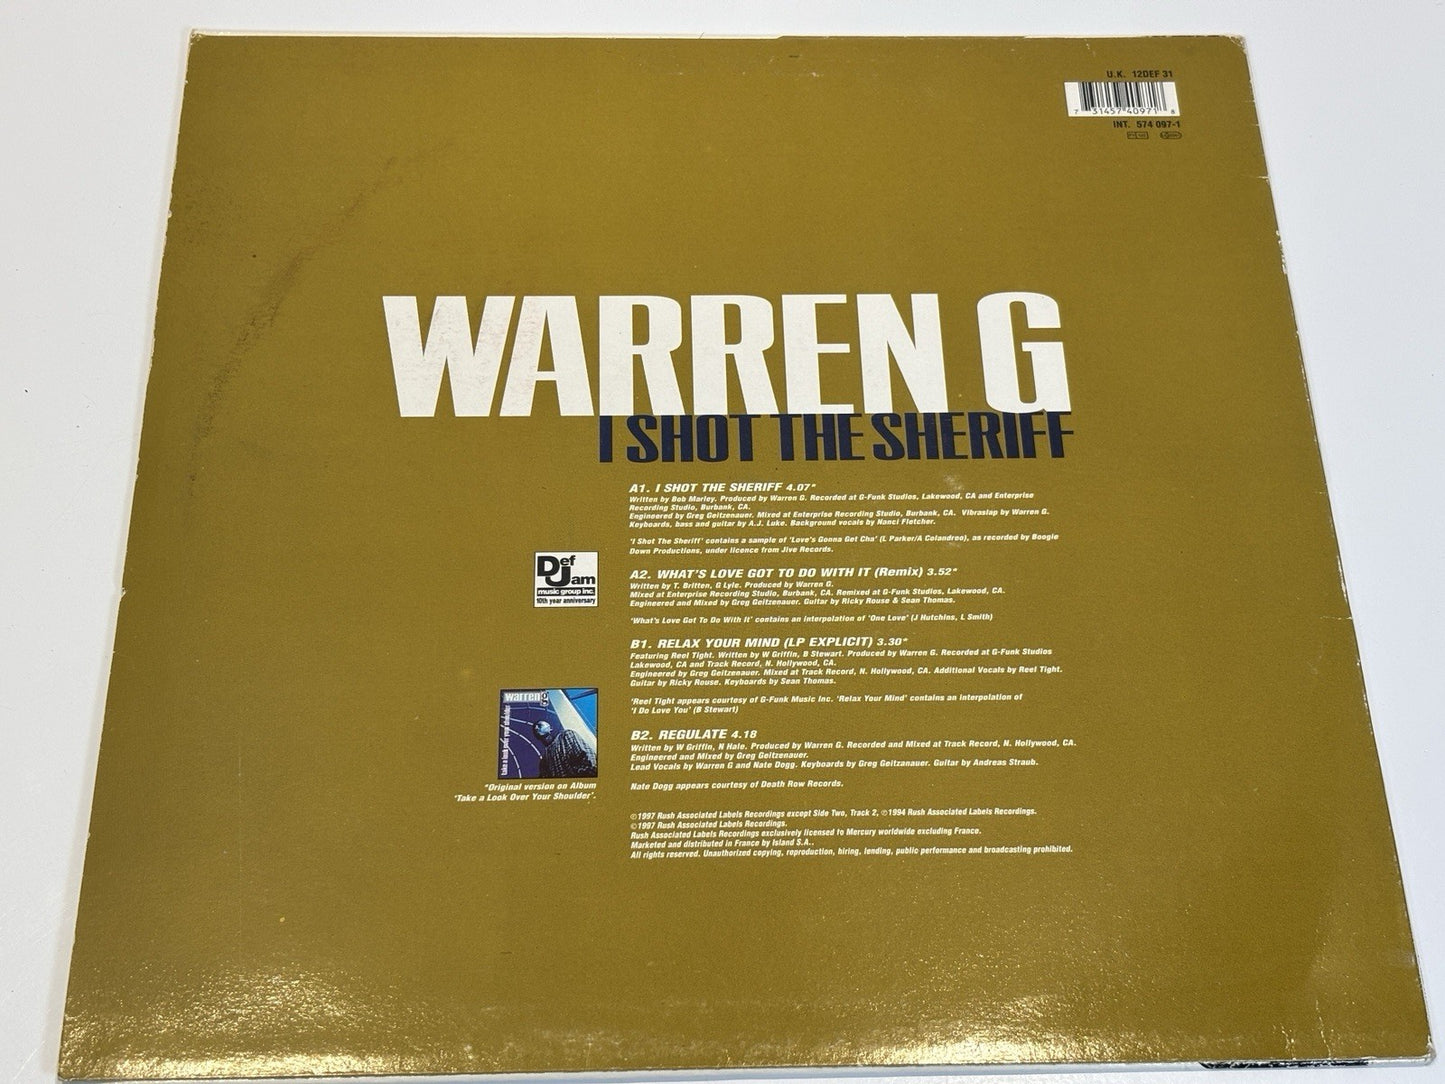 U.K. 12DEF 31
7 31457 40971 8
INT. 574 097-1
WARREN G
I SHOT THE SHERIFF
A1. I SHOT THE SHERIFF 4.07*
Written by Bob Marley. Produced by Warren G. Recorded at G-Funk Studios, Lakewood, CA and Enterprise
Recording Studio, Burbank, CA.
Engineered by Greg Geitzenauer. Mixed at Enterprise Recording Studio, Burbank, CA. Vibraslap by Warren G.
Keyboards, bass and guitar by A.J. Luke. Background vocals by Nanci Fletcher.
'I Shot The Sheriff' contains a sample of 'Love's Gonna Get Cha' (L Parker/A Colandreo), as recorded by Boogie
Down Productions, under licence from Jive Records.
Def
Jam
music group inc.
10th year anniversary
A2. WHAT'S LOVE GOT TO DO WITH IT (Remix) 3.52*
Written by T. Britten, G Lyle. Produced by Warren G.
Mixed at Enterprise Recording Studio, Burbank, CA. Remixed at G-Funk Studios, Lakewood, CA.
Engineered and Mixed by Greg Geitzenauer. Guitar by Ricky Rouse & Sean Thomas.
'What's Love Got To Do With it' contains an interpolation of 'One Love' (J Hutchins, L Smith)
B1. RELAX YOUR MIND (LP EXPLICIT) 3.30*
Featuring Reel Tight. Written by W Griffin, B Stewart. Produced by Warren G. Recorded at G-Funk Studios
Lakewood, CA and Track Record, N. Hollywood, CA.
Engineered by Greg Geitzenauer. Mixed at Track Record, N. Hollywood, CA. Additional Vocals by Reel Tight.
Guitar by Ricky Rouse. Keyboards by Sean Thomas.
'Reel Tight appears courtesy of G-Funk Music Inc. 'Relax Your Mind' contains an interpolation of
'I Do Love You' (B Stewart)
warren g
take a look over your shoulder
*Original version on Album
'Take a Look Over Your Shoulder'.
B2. REGULATE 4.18
Written by W Griffin, N Hale. Produced by Warren G. Recorded and Mixed at Track Record, N. Hollywood, CA.
Engineered and Mixed by Greg Geitzenauer.
Lead Vocals by Warren G and Nate Dogg. Keyboards by Greg Geitzanauer. Guitar by Andreas Straub.
Nate Dogg appears courtesy of Death Row Records.
℗1997 Rush Associated Labels Recordings except Side Two, Track 2, ℗1994 Rush Associated Labels Recordings.
©1997 Rush Associated Labels Recordings.
Rush Associated Labels Recordings exclusively licensed to Mercury worldwide excluding France.
Marketed and distributed in France by Island S.A..
All rights reserved. Unauthorized copying, reproduction, hiring, lending, public performance and broadcasting prohibited.